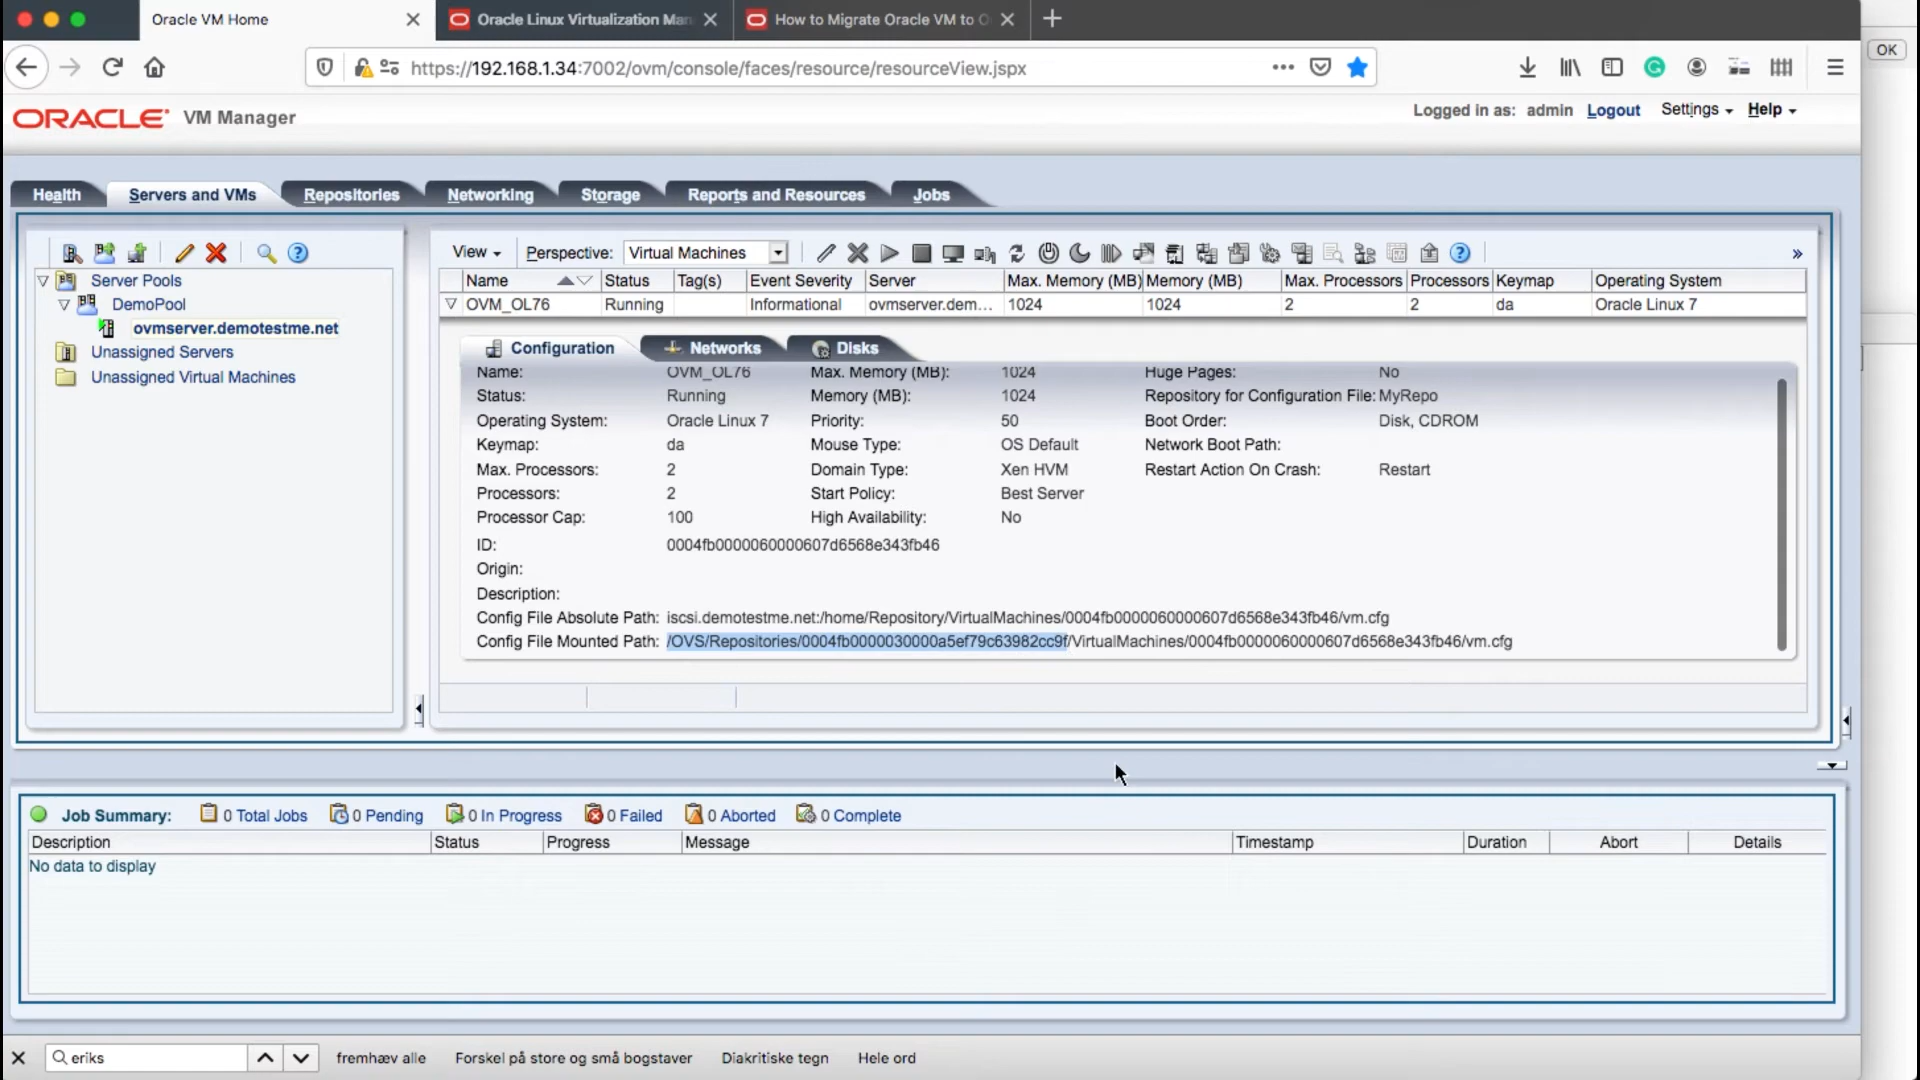 Oracle VM Home
Oracle Linux Virtualization Man
How to Migrate Oracle VM to O
https://192.168.1.34:7002/ovm/console/faces/resource/resourceView.jspx
OK
ORACLE VM Manager
Logged in as: admin Logout Settings Help
Health Servers and VMs Repositories Networking Storage Reports and Resources Jobs
View Perspective: Virtual Machines »
Server Pools
DemoPool
ovmserver.demotestme.net
Unassigned Servers
Unassigned Virtual Machines
Name Status Tag(s) Event Severity Server Max. Memory (MB) Memory (MB) Max. Processors Processors Keymap Operating System
OVM_OL76 Running Informational ovmserver.dem... 1024 1024 2 2 da Oracle Linux 7
Configuration Networks Disks
Name: OVM_OL76 Max. Memory (MB): 1024 Huge Pages: No
Status: Running Memory (MB): 1024 Repository for Configuration File: MyRepo
Operating System: Oracle Linux 7 Priority: 50 Boot Order: Disk, CDROM
Keymap: da Mouse Type: OS Default Network Boot Path:
Max. Processors: 2 Domain Type: Xen HVM Restart Action On Crash: Restart
Processors: 2 Start Policy: Best Server
Processor Cap: 100 High Availability: No
ID: 0004fb0000060000607d6568e343fb46
Origin:
Description:
Config File Absolute Path: iscsi.demotestme.net:/home/Repository/VirtualMachines/0004fb0000060000607d6568e343fb46/vm.cfg
Config File Mounted Path: /OVS/Repositories/0004fb0000030000a5ef79c63982cc9f/VirtualMachines/0004fb0000060000607d6568e343fb46/vm.cfg
Job Summary: 0 Total Jobs 0 Pending 0 In Progress 0 Failed 0 Aborted 0 Complete
Description Status Progress Message Timestamp Duration Abort Details
No data to display
eriks fremhæv alle Forskel på store og små bogstaver Diakritiske tegn Hele ord